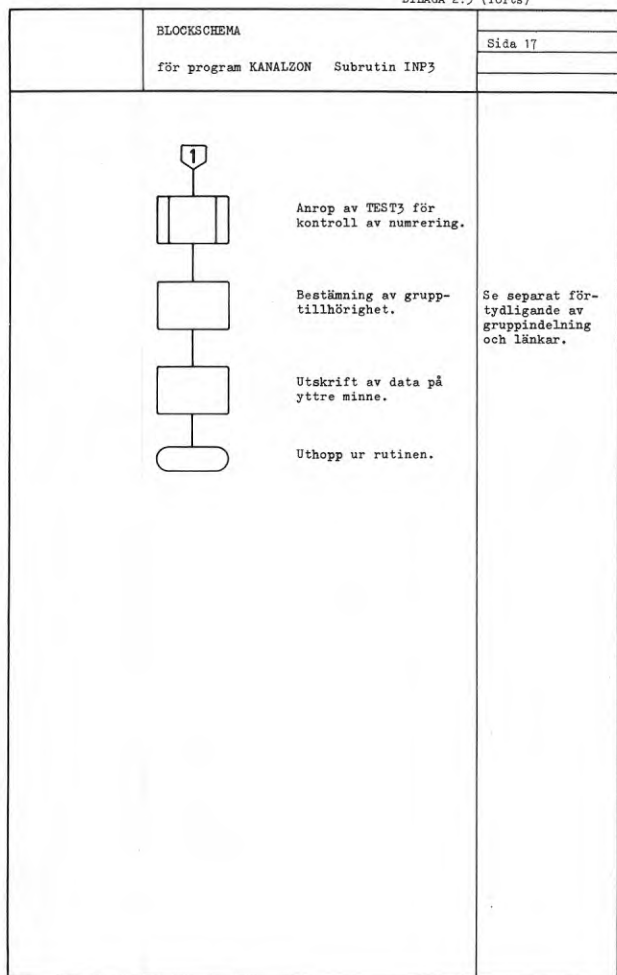 BLOCKSCHEMA
Sida 17
för program KANALZON Subrutin INP3
1
Anrop av TEST3 för
kontroll av numrering.
Bestämning av grupp-
tillhörighet.
Se separat för-
tydligande av
gruppindelning
och länkar.
Utskrift av data på
yttre minne.
Uthopp ur rutinen.